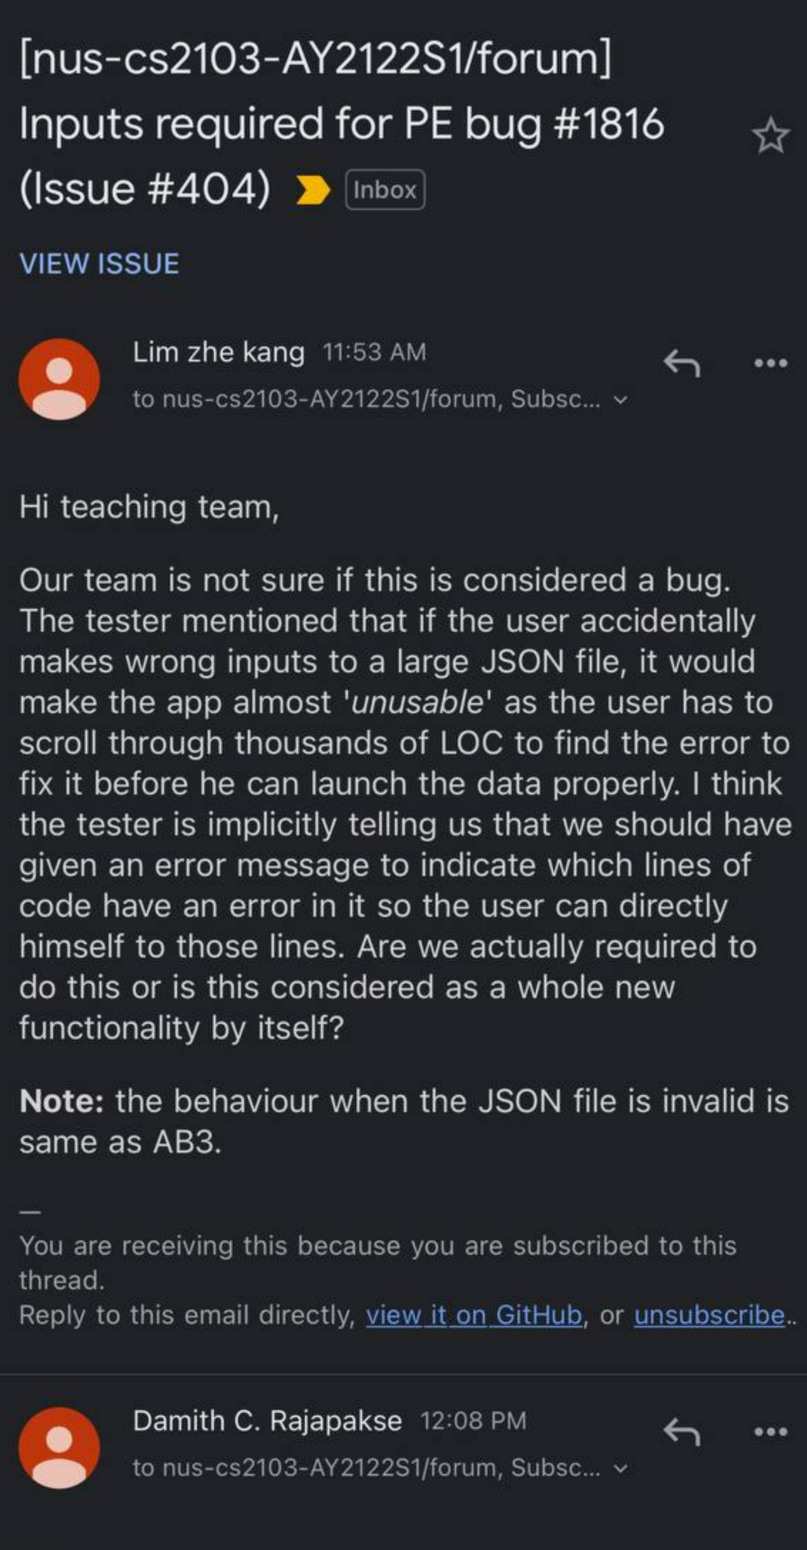 [nus-cs2103-AY2122S1/forum]
Inputs required for PE bug #1816
(Issue #404) Inbox
VIEW ISSUE
Lim zhe kang 11:53 AM
to nus-cs2103-AY2122S1/forum, Subsc...
Hi teaching team,
Our team is not sure if this is considered a bug.
The tester mentioned that if the user accidentally
makes wrong inputs to a large JSON file, it would
make the app almost 'unusable' as the user has to
scroll through thousands of LOC to find the error to
fix it before he can launch the data properly. I think
the tester is implicitly telling us that we should have
given an error message to indicate which lines of
code have an error in it so the user can directly
himself to those lines. Are we actually required to
do this or is this considered as a whole new
functionality by itself?
Note: the behaviour when the JSON file is invalid is
same as AB3.
—
You are receiving this because you are subscribed to this
thread.
Reply to this email directly, view it on GitHub, or unsubscribe..
Damith C. Rajapakse 12:08 PM
to nus-cs2103-AY2122S1/forum, Subsc...